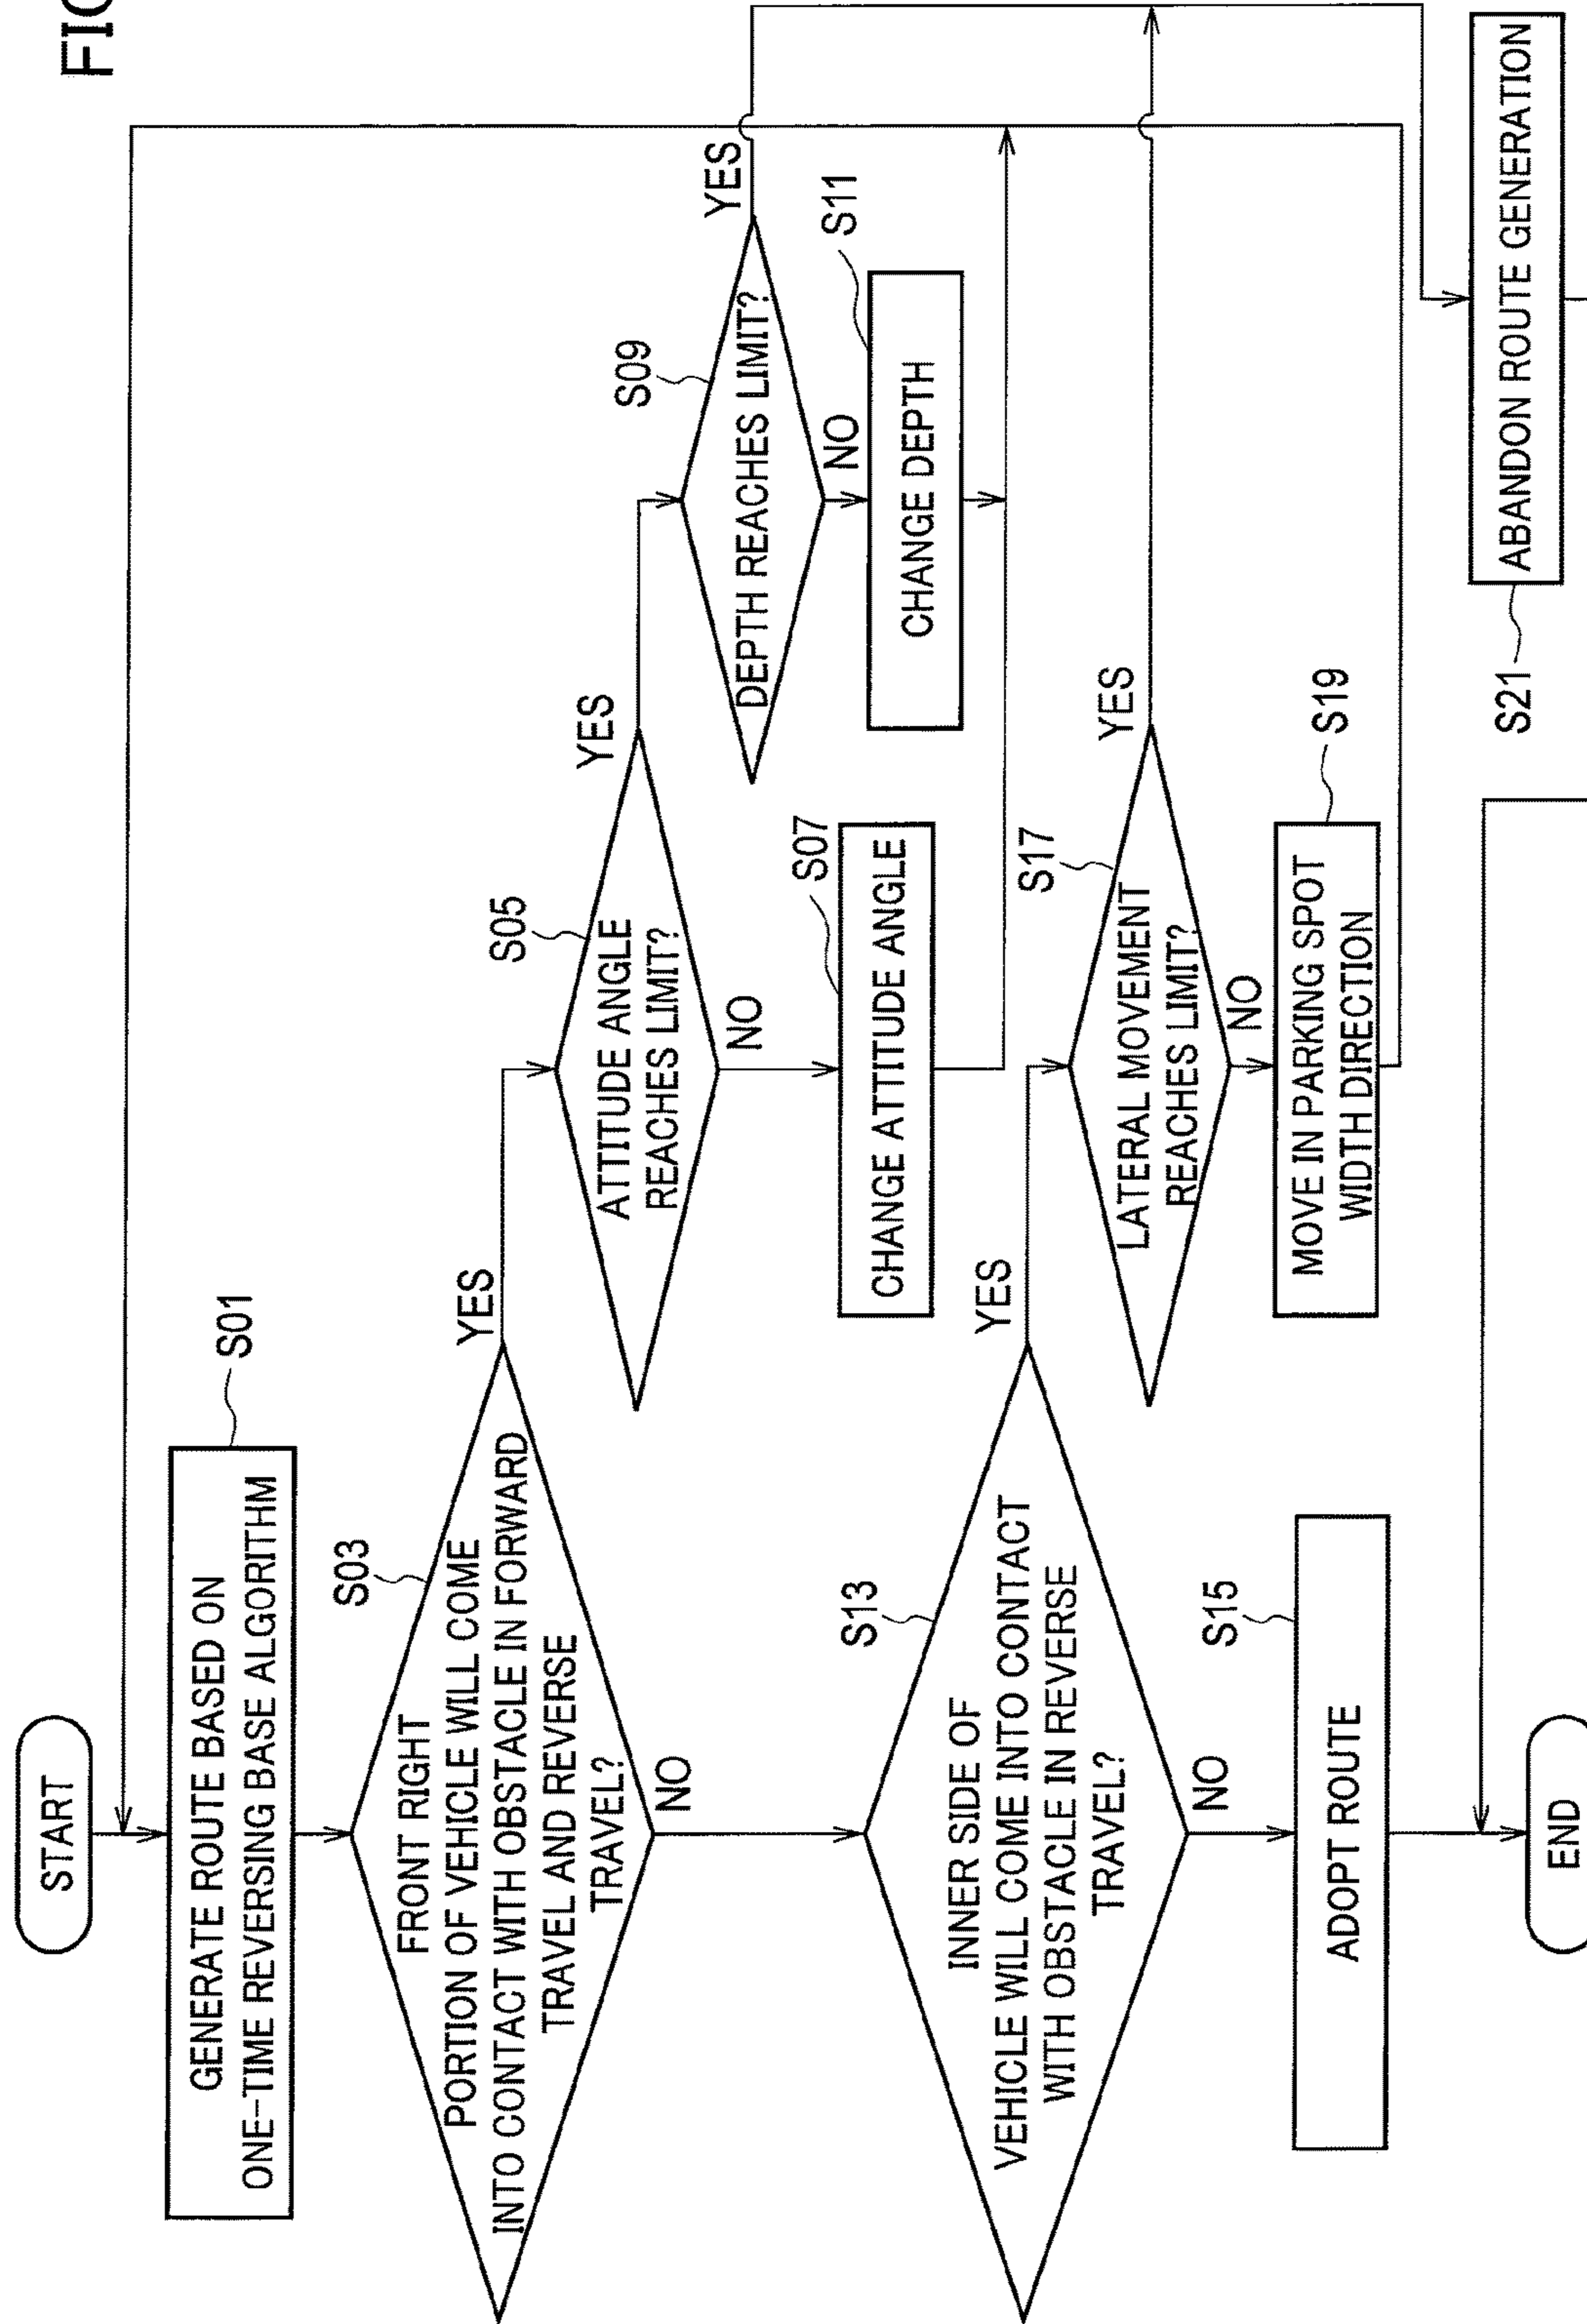 FIG
START
S01
GENERATE ROUTE BASED ON
ONE-TIME REVERSING BASE ALGORITHM
S03
FRONT RIGHT
PORTION OF VEHICLE WILL COME
INTO CONTACT WITH OBSTACLE IN FORWARD
TRAVEL AND REVERSE
TRAVEL?
YES
NO
S05
ATTITUDE ANGLE
REACHES LIMIT?
YES
NO
S07
CHANGE ATTITUDE ANGLE
S09
DEPTH REACHES LIMIT?
YES
NO
S11
CHANGE DEPTH
S13
INNER SIDE OF
VEHICLE WILL COME INTO CONTACT
WITH OBSTACLE IN REVERSE
TRAVEL?
YES
NO
S15
ADOPT ROUTE
S17
LATERAL MOVEMENT
REACHES LIMIT?
YES
NO
S19
MOVE IN PARKING SPOT
WIDTH DIRECTION
S21
ABANDON ROUTE GENERATION
END